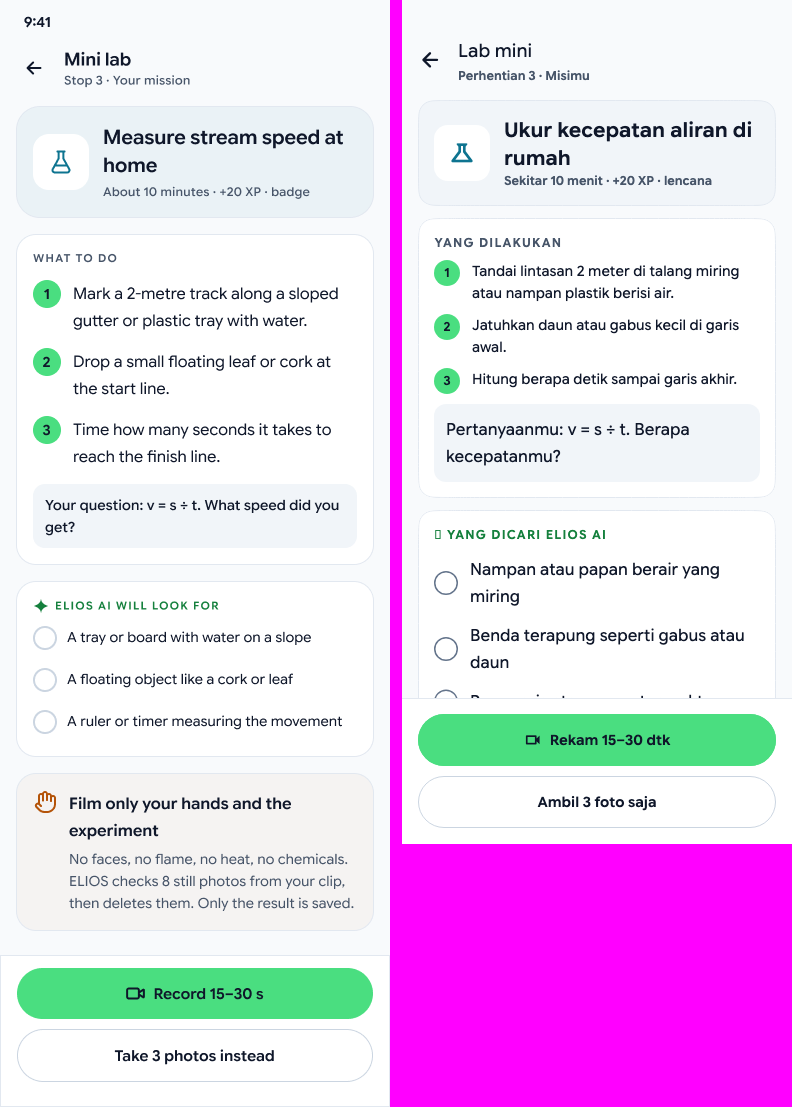 9:41
Mini lab
Stop 3 · Your mission
Measure stream speed at
home
About 10 minutes · +20 XP · badge
WHAT TO DO
1 Mark a 2-metre track along a sloped
gutter or plastic tray with water.
2 Drop a small floating leaf or cork at
the start line.
3 Time how many seconds it takes to
reach the finish line.
Your question: v = s ÷ t. What speed did you
get?
ELIOS AI WILL LOOK FOR
A tray or board with water on a slope
A floating object like a cork or leaf
A ruler or timer measuring the movement
Film only your hands and the
experiment
No faces, no flame, no heat, no chemicals.
ELIOS checks 8 still photos from your clip,
then deletes them. Only the result is saved.
Record 15–30 s
Take 3 photos instead
Lab mini
Perhentian 3 · Misimu
Ukur kecepatan aliran di
rumah
Sekitar 10 menit · +20 XP · lencana
YANG DILAKUKAN
1 Tandai lintasan 2 meter di talang miring
atau nampan plastik berisi air.
2 Jatuhkan daun atau gabus kecil di garis
awal.
3 Hitung berapa detik sampai garis akhir.
Pertanyaanmu: v = s ÷ t. Berapa
kecepatanmu?
YANG DICARI ELIOS AI
Nampan atau papan berair yang
miring
Benda terapung seperti gabus atau
daun
Rekam 15–30 dtk
Ambil 3 foto saja